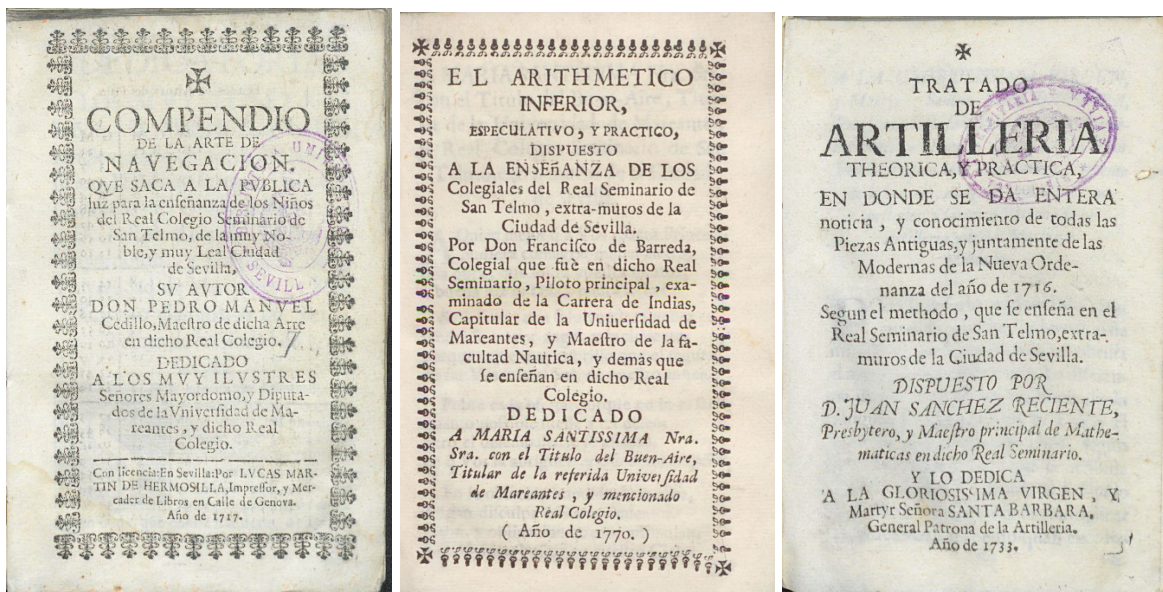 COMPENDIO
DE LA ARTE DE
NAVEGACION.
QVE SACA A LA PVBLICA
luz para la enſeñanza de los Niños
del Real Colegio Seminario de
San Telmo, de la muy No-
ble, y muy Leal Ciudad
de Sevilla,
SV AVTOR
DON PEDRO MANVEL
Cedillo, Maeſtro de dicha Arte
en dicho Real Colegio.
DEDICADO
A LOS MVY ILVSTRES
Señores Mayordomo, y Diputa-
dos de la Vniverſidad de Ma-
reantes, y dicho Real
Colegio.
Con licencia: En Sevilla: Por LVCAS MAR-
TIN DE HERMOSILLA, Impreſſor, y Mer-
cader de Libros en Calle de Genova.
Año de 1717.
EL ARITHMETICO
INFERIOR,
ESPECULATIVO, Y PRACTICO,
DISPUESTO
A LA ENSEñANZA DE LOS
Colegiales del Real Seminario de
San Telmo, extra-muros de la
Ciudad de Sevilla.
Por Don Franciſco de Barreda,
Colegial que fuè en dicho Real
Seminario, Piloto principal, exa-
minado de la Carrera de Indias,
Capitular de la Uniuerſidad de
Mareantes, y Maeſtro de la fa-
cultad Nautica, y demàs que
ſe enſeñan en dicho Real
Colegio.
DEDICADO
A MARIA SANTISSIMA Nra.
Sra. con el Titulo del Buen-Aire,
Titular de la referida Univerſidad
de Mareantes, y mencionado
Real Colegio.
( Año de 1770. )
TRATADO
DE
ARTILLERIA
THEORICA, Y PRACTICA,
EN DONDE SE DA ENTERA
noticia, y conocimiento de todas las
Piezas Antiguas, y juntamente de las
Modernas de la Nueva Orde-
nanza del año de 1716.
Segun el methodo, que ſe enſeña en el
Real Seminario de San Telmo, extra-
muros de la Ciudad de Sevilla.
DISPUESTO POR
D. JUAN SANCHEZ RECIENTE,
Presbytero, y Maeſtro principal de Mathe-
maticas en dicho Real Seminario.
Y LO DEDICA
A LA GLORIOSISSIMA VIRGEN, Y
Martyr Señora SANTA BARBARA,
General Patrona de la Artilleria.
Año de 1733.